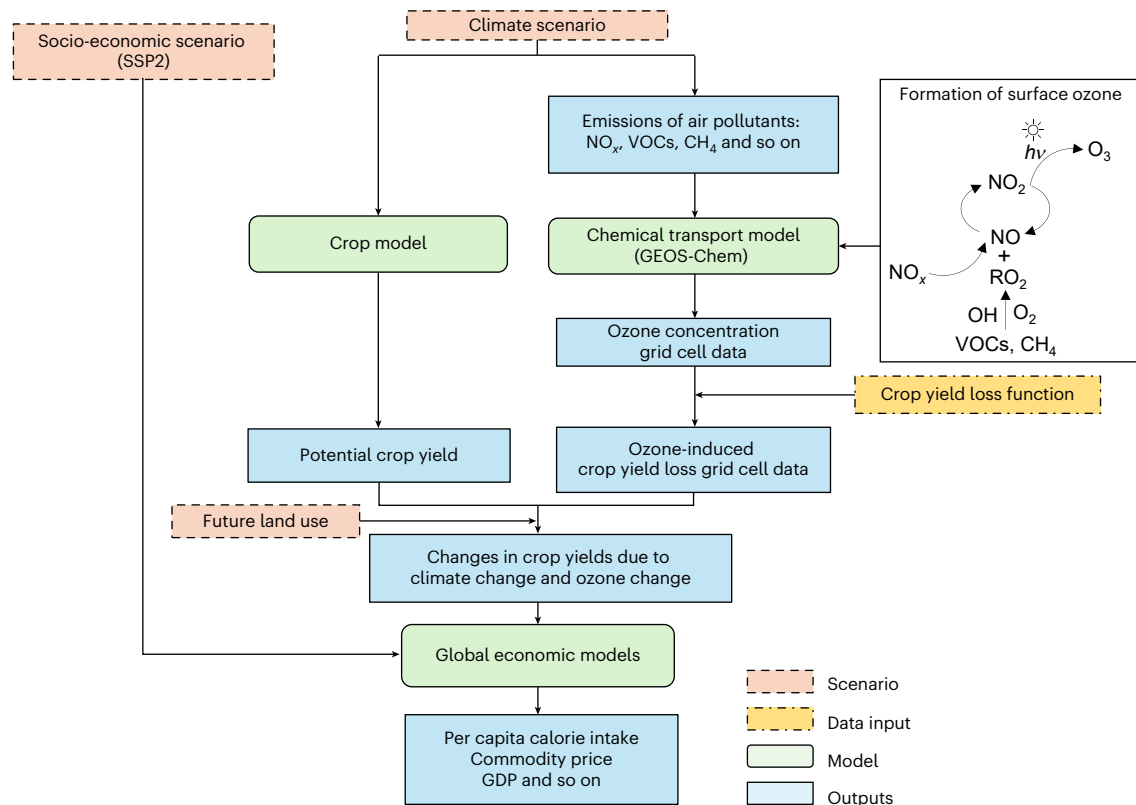 Climate scenario
Socio-economic scenario
(SSP2)
Emissions of air pollutants:
NOx, VOCs, CH4 and so on
Formation of surface ozone
hν
O3
NO2
NO
+
RO2
NOx
OH O2
VOCs, CH4
Crop model
Chemical transport model
(GEOS-Chem)
Ozone concentration
grid cell data
Crop yield loss function
Potential crop yield
Ozone-induced
crop yield loss grid cell data
Future land use
Changes in crop yields due to
climate change and ozone change
Global economic models
Per capita calorie intake
Commodity price
GDP and so on
Scenario
Data input
Model
Outputs